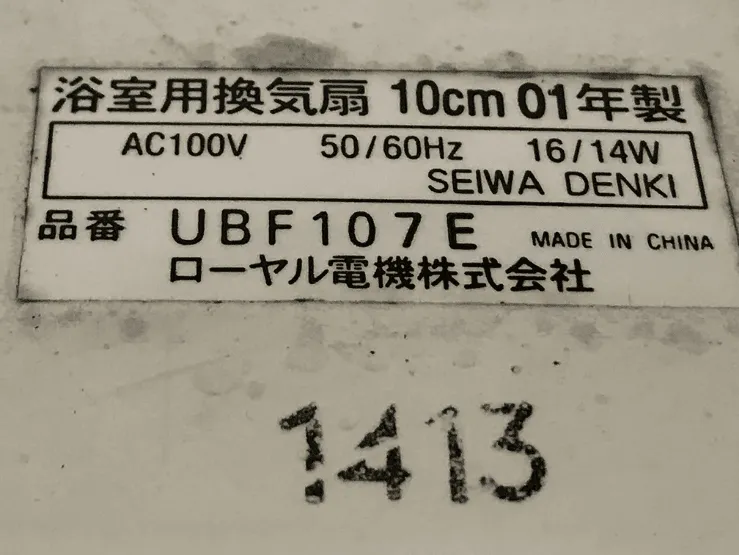 浴室用換気扇 10cm 01年製
AC100V 50/60Hz 16/14W
SEIWA DENKI
品番 UBF107E MADE IN CHINA
ローヤル電機株式会社
1413